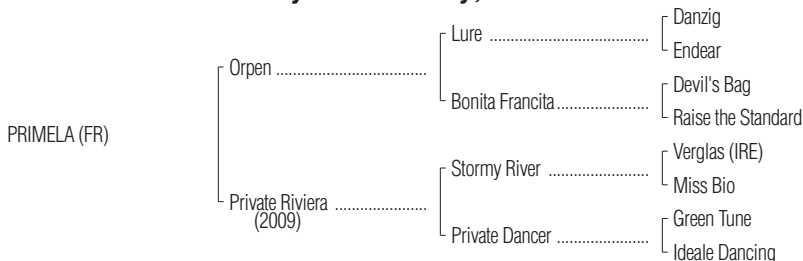 Danzig
Lure ........................................
Endear
Orpen ......................................
Devil's Bag
Bonita Francita.......................
Raise the Standard
PRIMELA (FR)
Verglas (IRE)
Stormy River .........................
Miss Bio
Private Riviera .......................
(2009)
Green Tune
Private Dancer .......................
Ideale Dancing